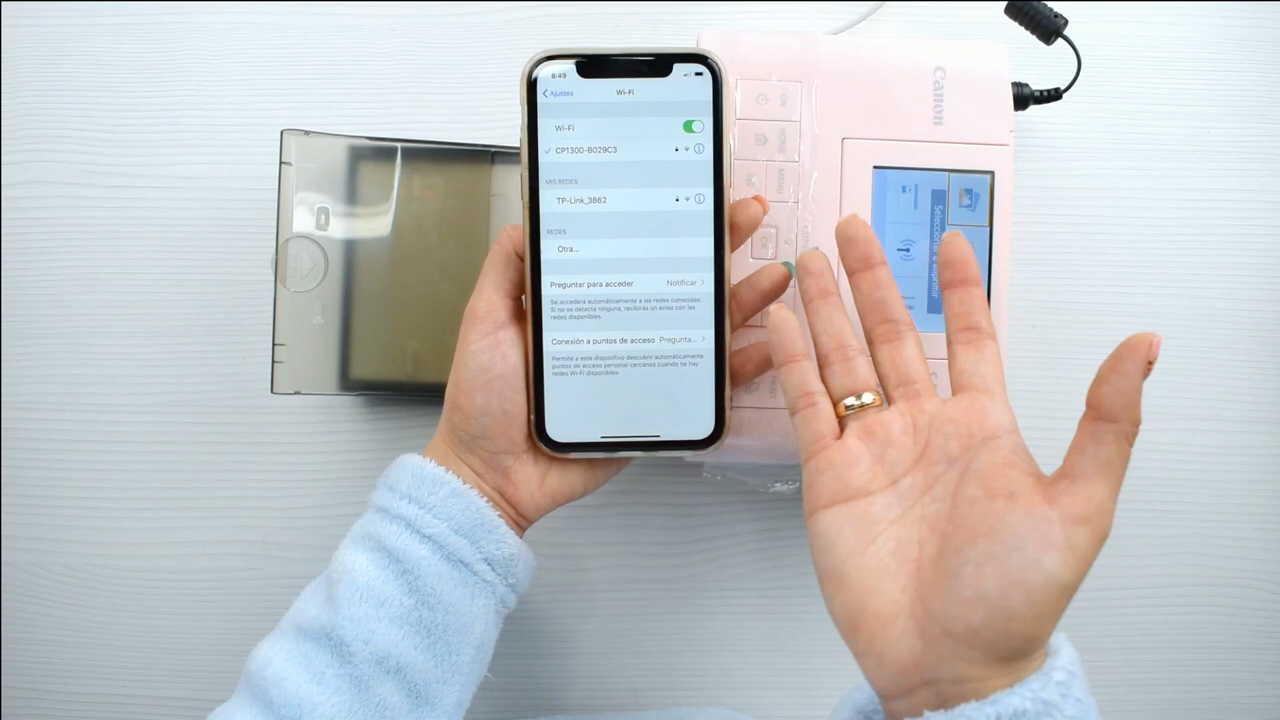 8:49
Ajustes
Wi-Fi
Wi-Fi
CP1300-B029C3
MIS REDES
TP-Link_3862
REDES
Otra...
Preguntar para acceder Notificar
Se accederá automáticamente a las redes conocidas.
Si no se detecta ninguna, recibirás un aviso con las
redes disponibles.
Conexión a puntos de acceso Pregunta...
Permite a este dispositivo descubrir automáticamente
puntos de acceso personal cercanos cuando no hay
redes Wi-Fi disponibles.
Canon
ON
HOME
MENU
OK
Seleccionar e imprimir